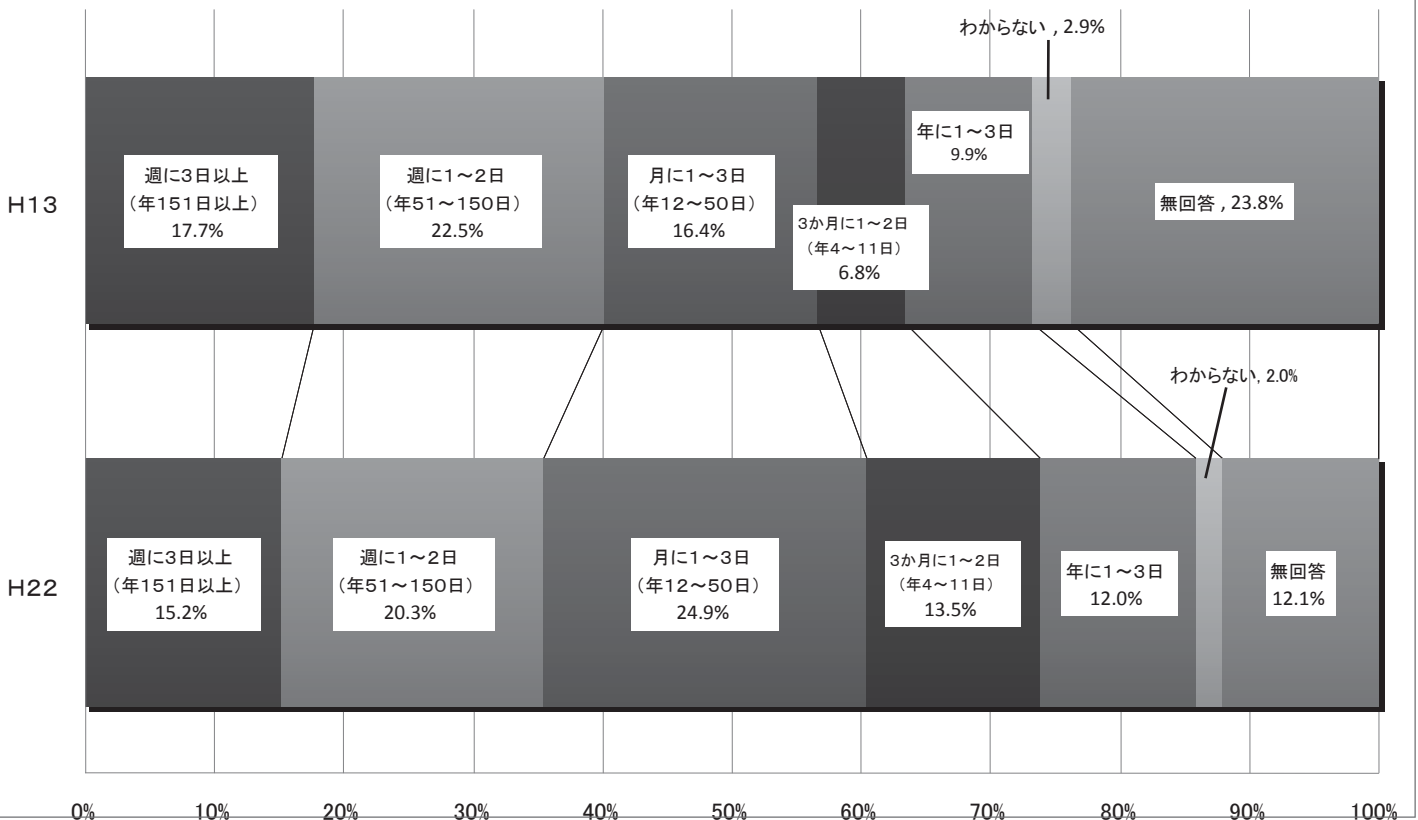 わからない , 2.9%
H13
週に3日以上
（年151日以上）
17.7%
週に1～2日
（年51～150日）
22.5%
月に1～3日
（年12～50日）
16.4%
3か月に1～2日
（年4～11日）
6.8%
年に1～3日
9.9%
無回答 , 23.8%
わからない, 2.0%
H22
週に3日以上
（年151日以上）
15.2%
週に1～2日
（年51～150日）
20.3%
月に1～3日
（年12～50日）
24.9%
3か月に1～2日
（年4～11日）
13.5%
年に1～3日
12.0%
無回答
12.1%
0% 10% 20% 30% 40% 50% 60% 70% 80% 90% 100%